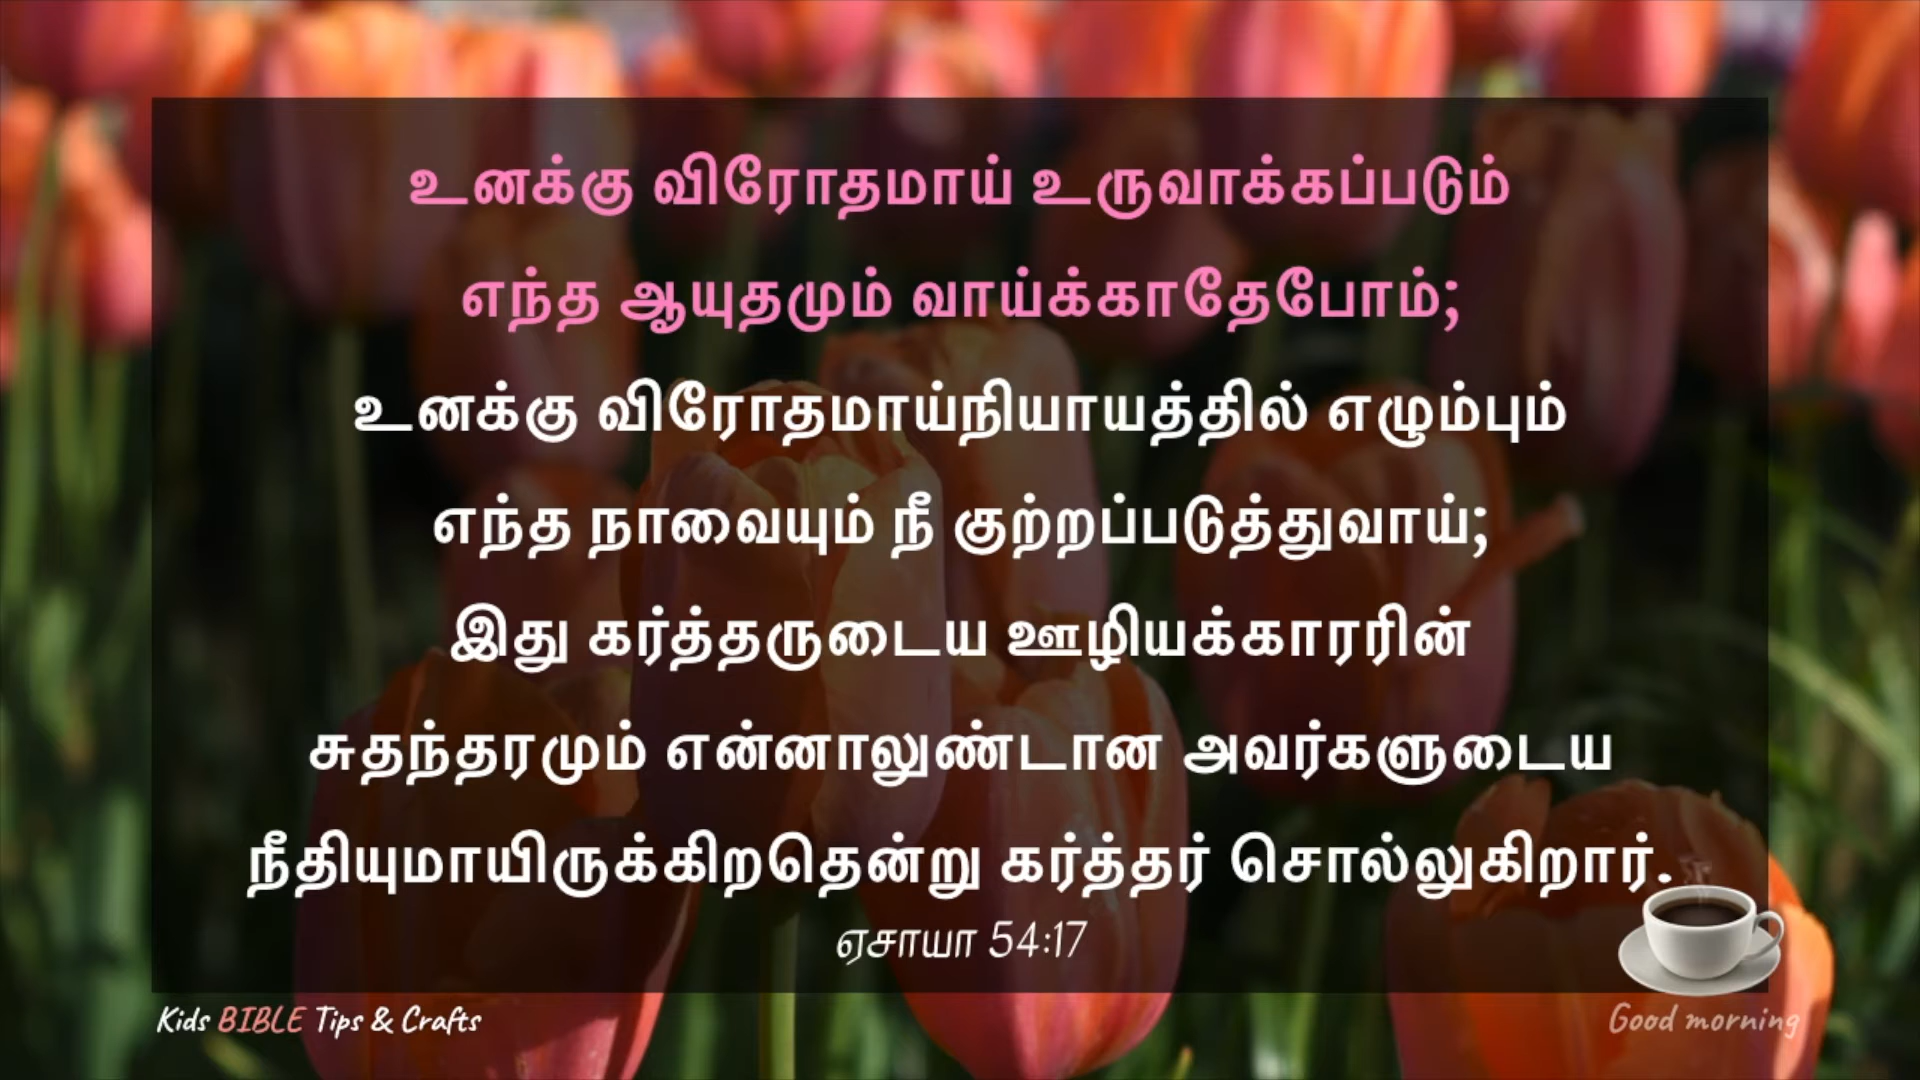 உனக்கு விரோதமாய் உருவாக்கப்படும்
எந்த ஆயுதமும் வாய்க்காதேபோம்;
உனக்கு விரோதமாய்நியாயத்தில் எழும்பும்
எந்த நாவையும் நீ குற்றப்படுத்துவாய்;
இது கர்த்தருடைய ஊழியக்காரரின்
சுதந்தரமும் என்னாலுண்டான அவர்களுடைய
நீதியுமாயிருக்கிறதென்று கர்த்தர் சொல்லுகிறார்.
ஏசாயா 54:17
Kids BIBLE Tips & Crafts
Good morning